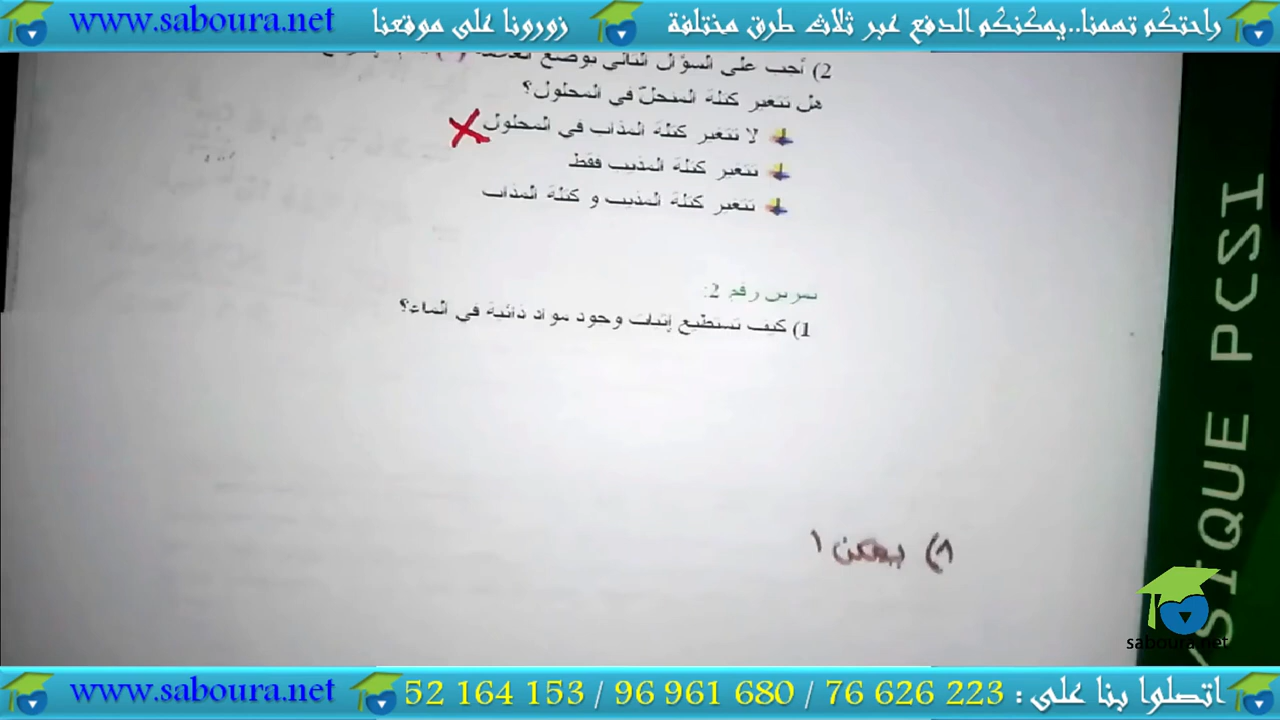 www.saboura.net زورونا على موقعنا راحتكم تهمنا..يمكنكم الدفع عبر ثلاث طرق مختلفة
2) أجب على السؤال التالي بوضع العلامة
هل تتغير كتلة المنحلّ في المحلول؟
لا تتغير كتلة المذاب في المحلول
تتغير كتلة المذيب فقط
تتغير كتلة المذيب و كتلة المذاب
تمرين رقم 2:
1) كيف تستطيع إثبات وجود مواد ذائبة في الماء؟
1) يمكن ا
PHYSIQUE PCSI
saboura.net
www.saboura.net اتصلوا بنا على : 52 164 153 / 96 961 680 / 76 626 223